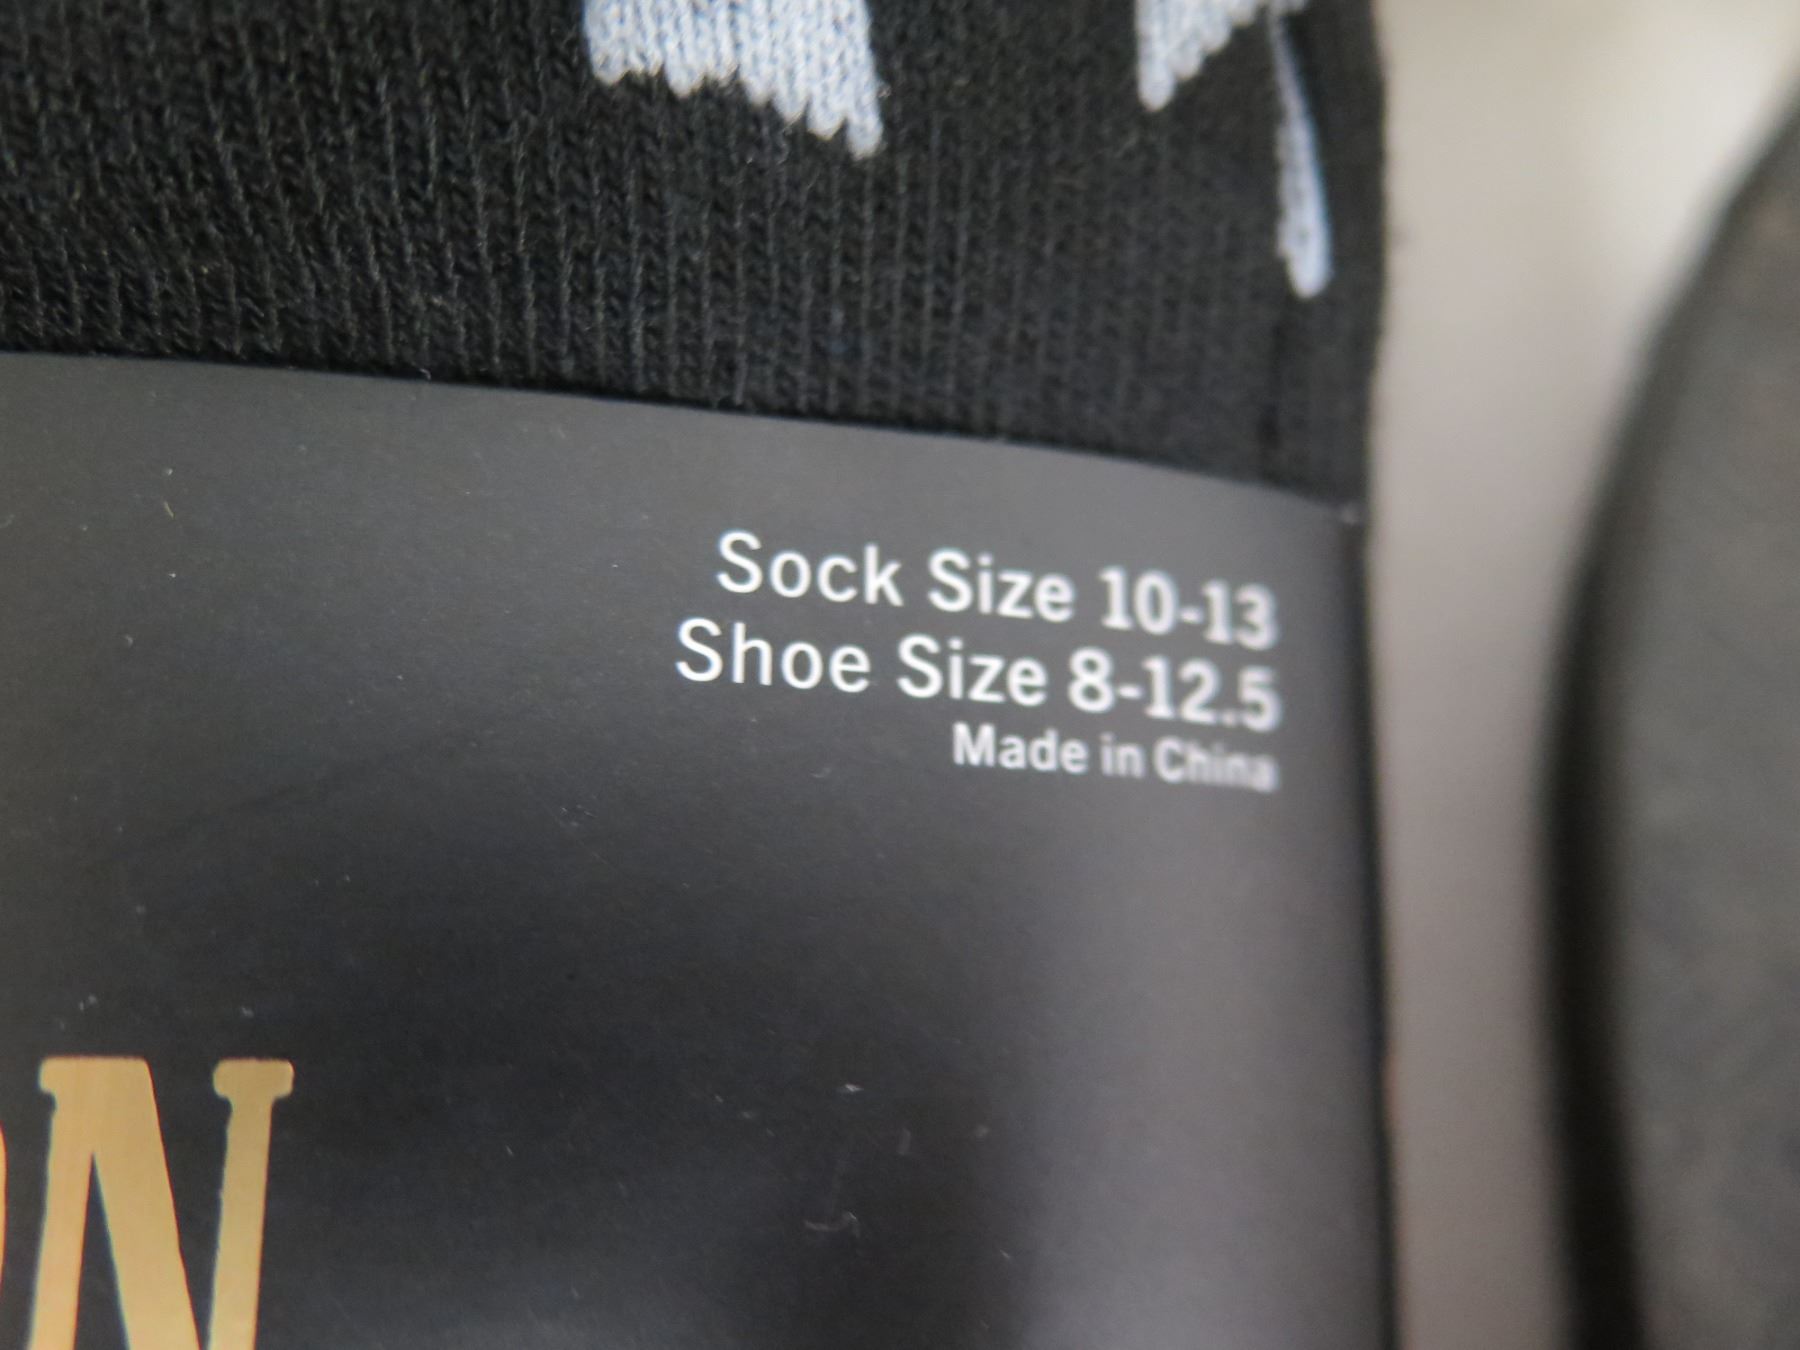 Sock Size 10-13
Shoe Size 8-12.5
Made in China